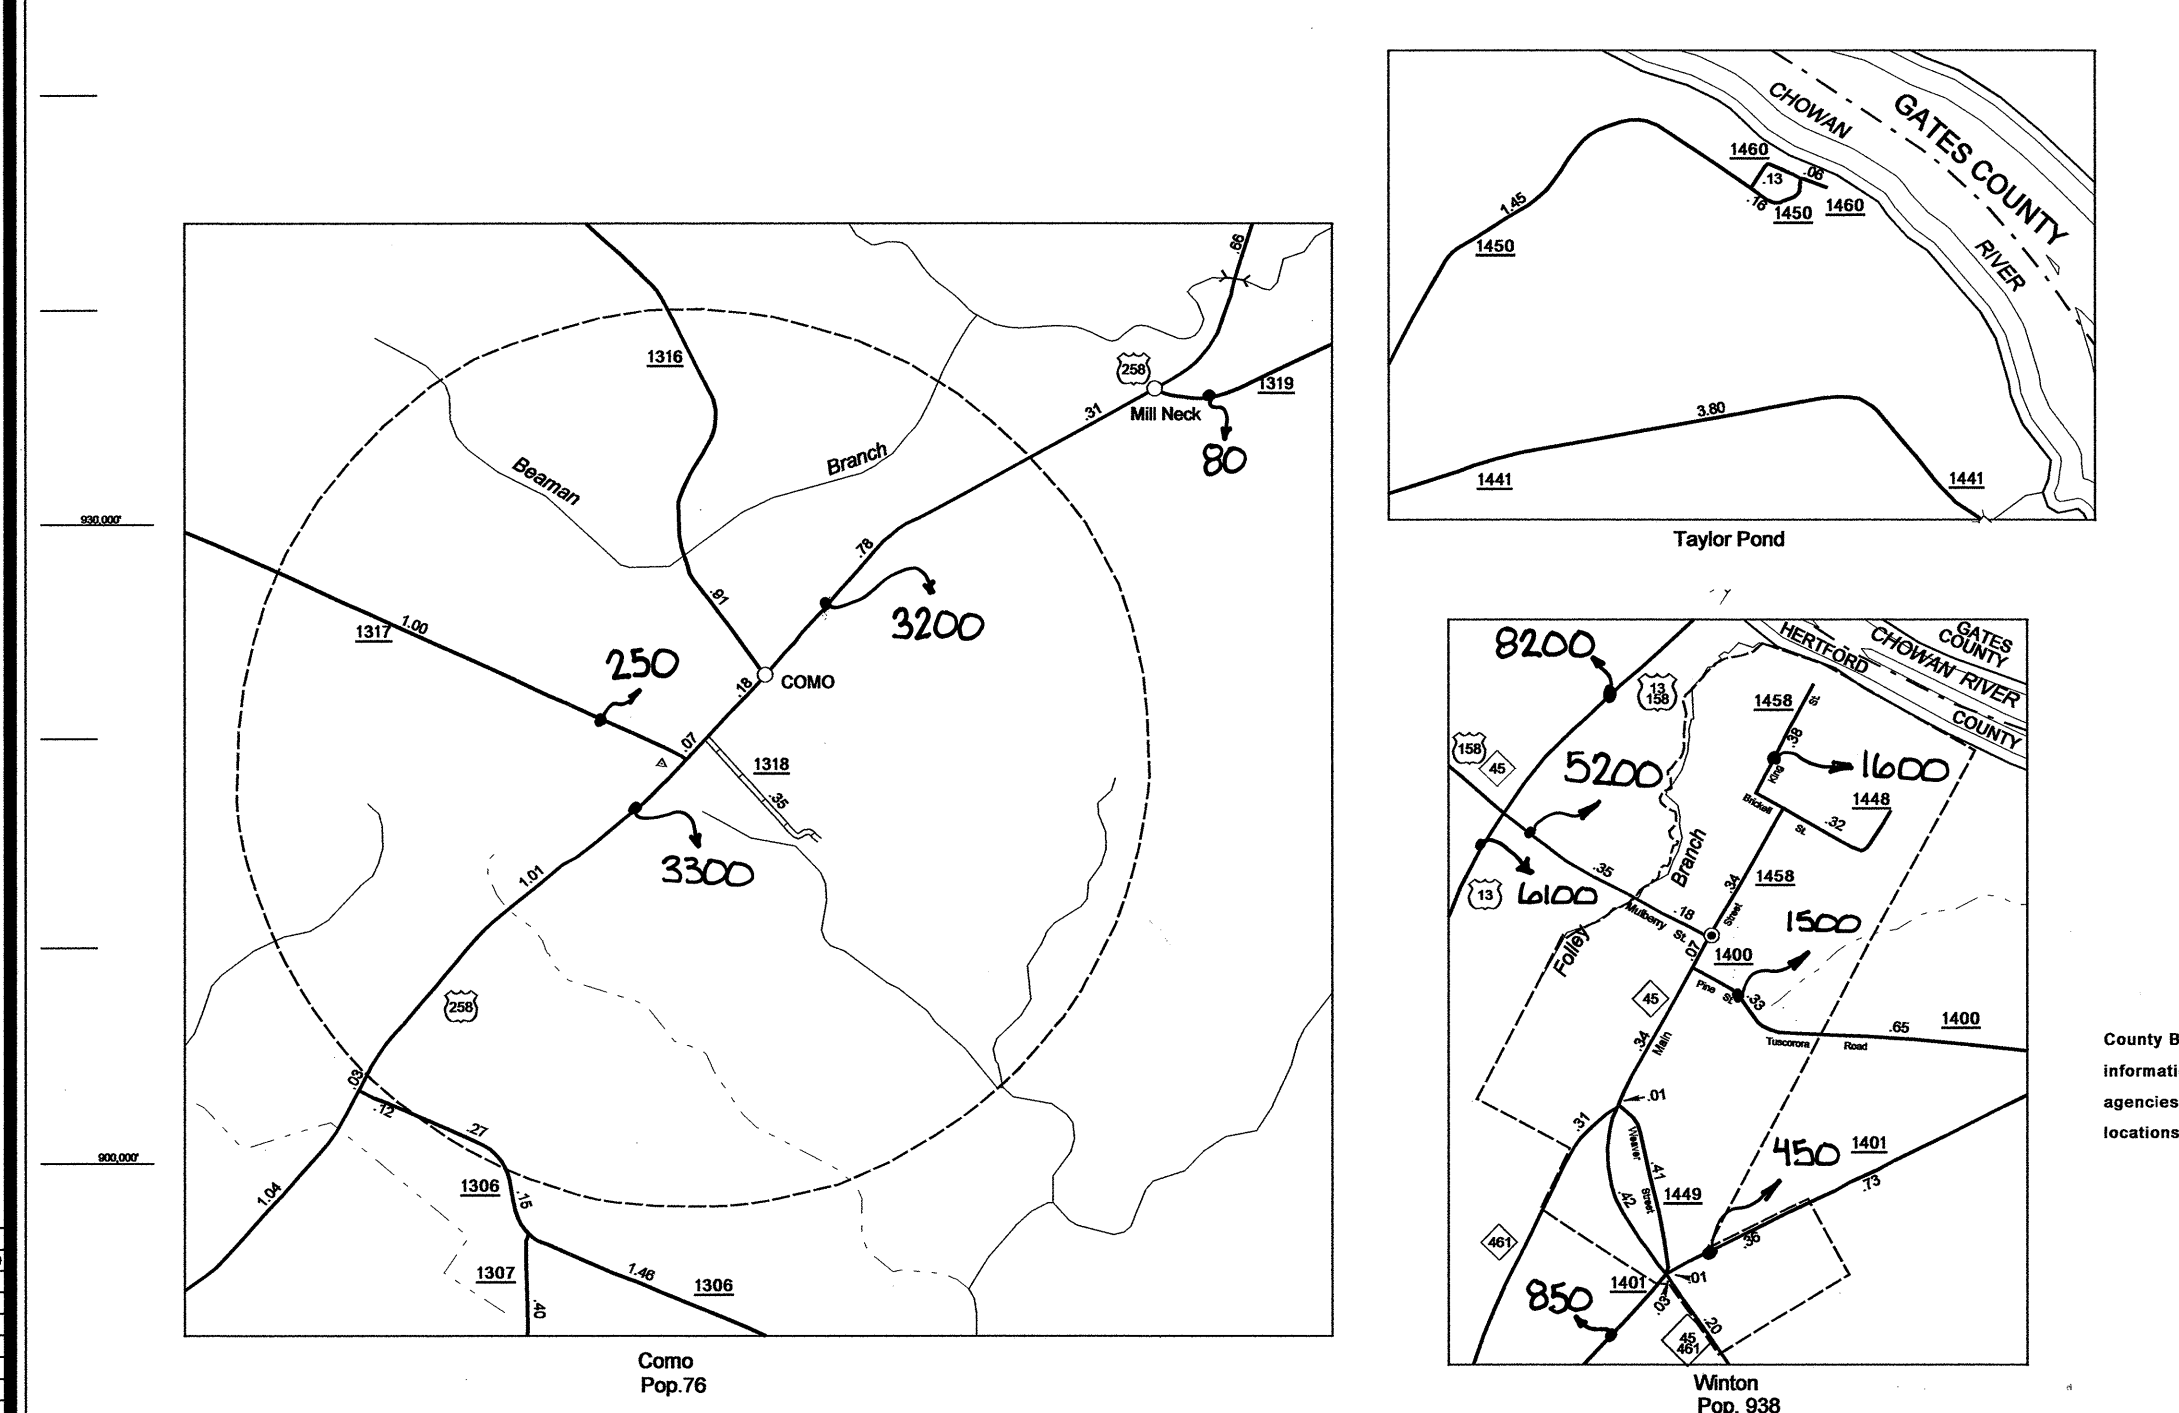 930,000'
900,000'
1316
.66
258
Mill Neck
1319
80
.31
Beaman
Branch
.78
3200
.91
1317
1.00
250
COMO
.18
.07
1318
.35
3300
1.01
258
.03
.12
.27
1306
.15
1.04
1307
.40
1.46
1306
Como
Pop.76
CHOWAN
GATES COUNTY
RIVER
1460
.06
.13
.16
1450
1460
1.45
1450
3.80
1441
1441
Taylor Pond
8200
13
158
HERTFORD
CHOWAN RIVER
GATES
COUNTY
COUNTY
1458
St.
.38
158
45
5200
King
1600
Brickell
St.
1448
.32
6100
13
.35
Branch
.34
1458
Street
Mulberry
St.
.18
Folley
.07
1400
1500
Pine
St.
.33
45
.34
Main
Tuscorora
Road
.65
1400
.01
.31
Weaver
.41
Street
1449
.42
450
1401
.73
.36
461
1401
.01
.03
850
.20
45
461
Winton
Pop. 938
County B
informati
agencies
locations